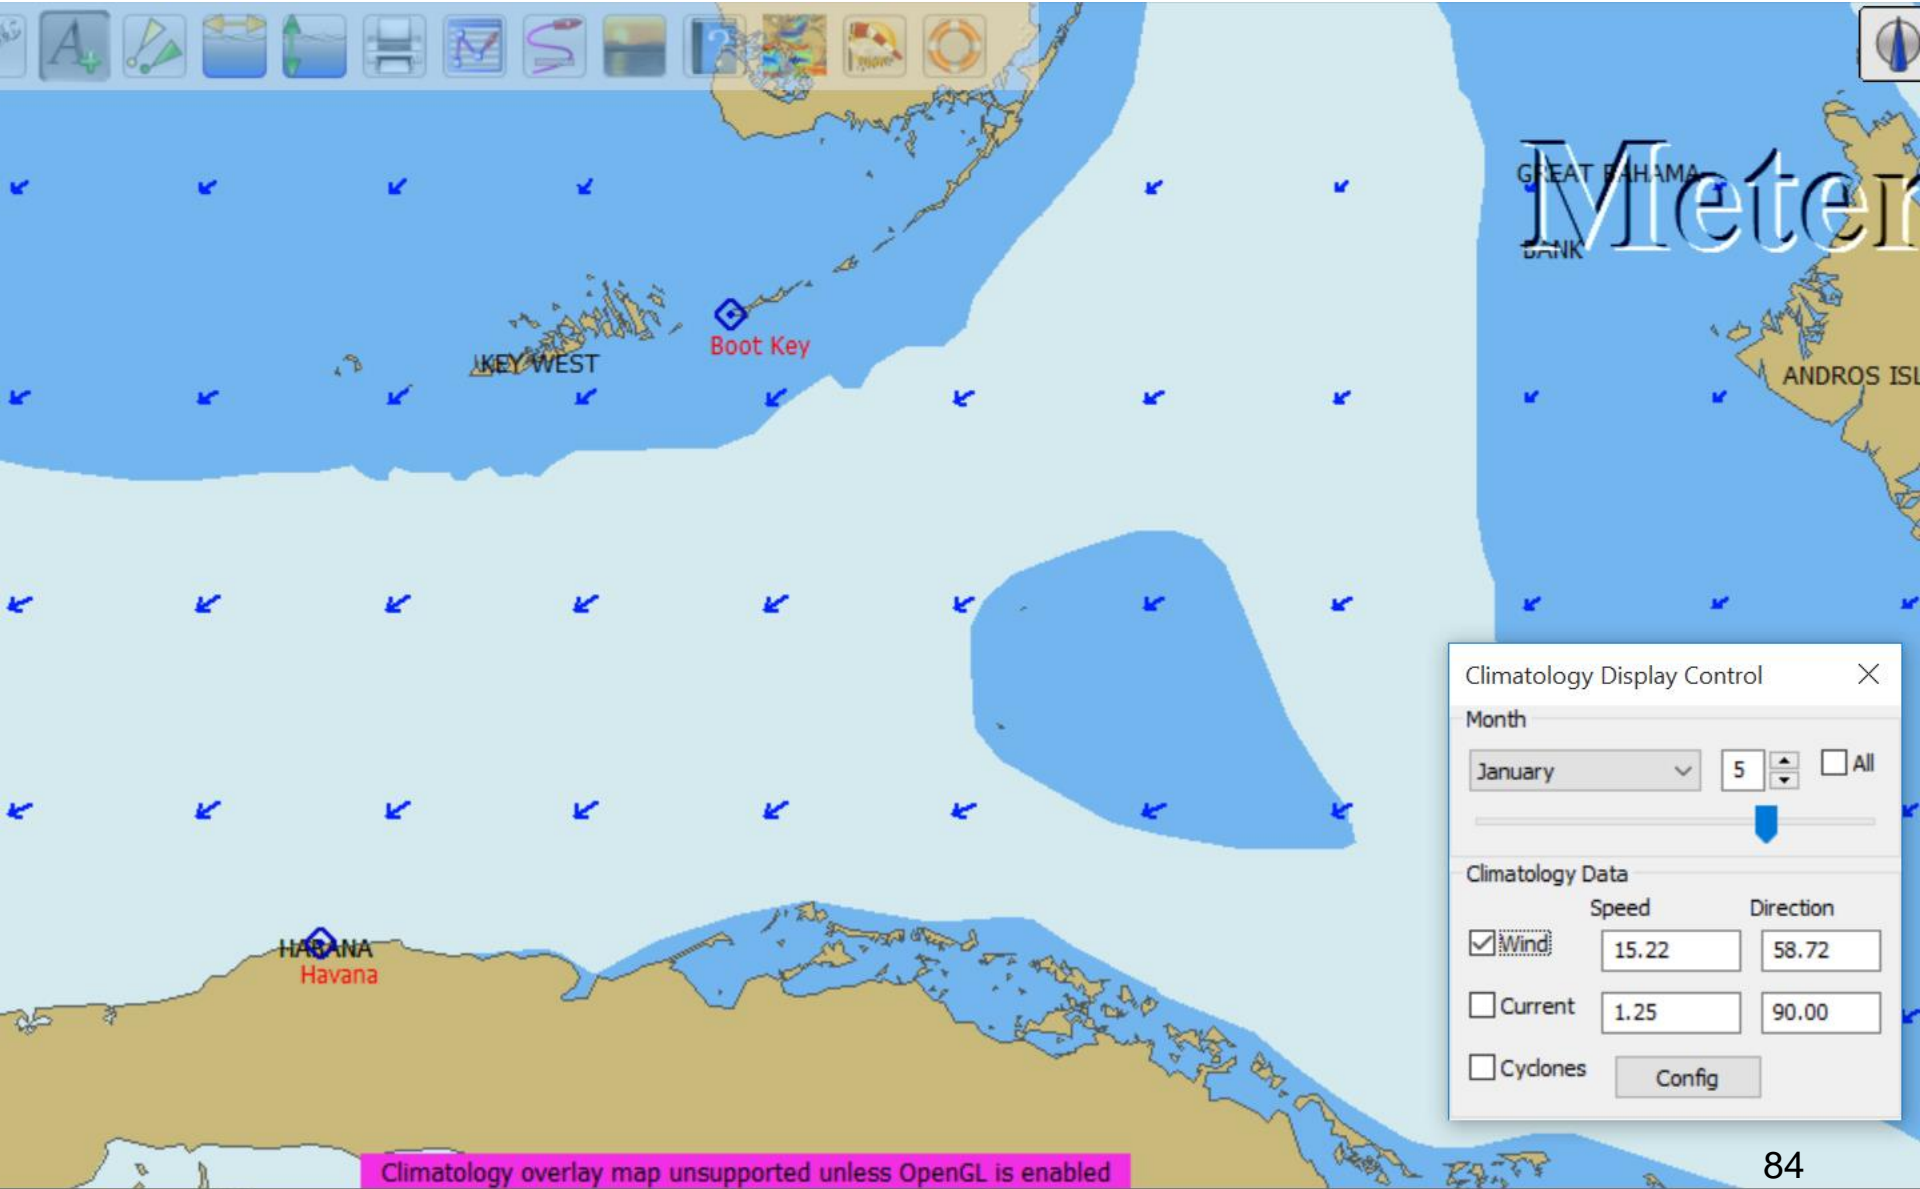 GREAT BAHAMA
Meter
BANK
Boot Key
KEY WEST
ANDROS ISL
Climatology Display Control
Month
January 5 All
Climatology Data
Speed Direction
Wind 15.22 58.72
Current 1.25 90.00
Cyclones Config
HABANA
Havana
Climatology overlay map unsupported unless OpenGL is enabled
84